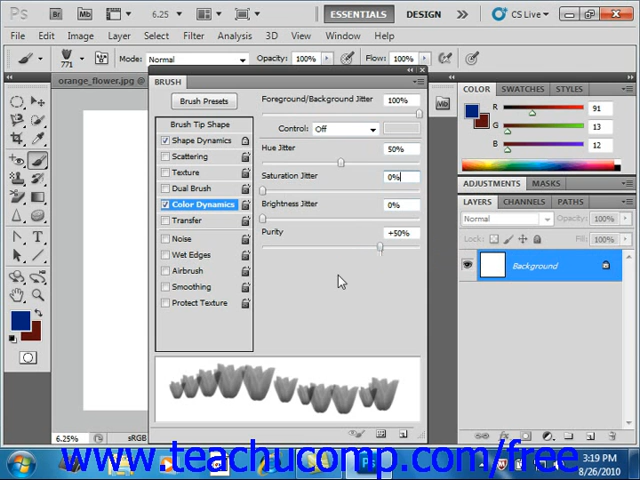 Ps Br Mb 6.25 ESSENTIALS DESIGN CS Live
File Edit Image Layer Select Filter Analysis 3D View Window Help
771 Mode: Normal Opacity: 100% Flow: 100%
orange_flower.jpg @
BRUSH
Brush Presets
Brush Tip Shape
Shape Dynamics
Scattering
Texture
Dual Brush
Color Dynamics
Transfer
Noise
Wet Edges
Airbrush
Smoothing
Protect Texture
Foreground/Background Jitter 100%
Control: Off
Hue Jitter 50%
Saturation Jitter 0%
Brightness Jitter 0%
Purity +50%
Mb
COLOR SWATCHES STYLES
R 91
G 13
B 12
ADJUSTMENTS MASKS
LAYERS CHANNELS PATHS
Normal Opacity: 100%
Lock: Fill: 100%
Background
6.25% sRGB
www.teachucomp.com/free
3:19 PM
8/26/2010